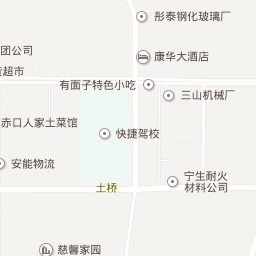 彤泰钢化玻璃厂
团公司
康华大酒店
货超市
有面子特色小吃
三山机械厂
赤口人家土菜馆
快捷驾校
安能物流
宁生耐火
材料公司
土桥
慈馨家园